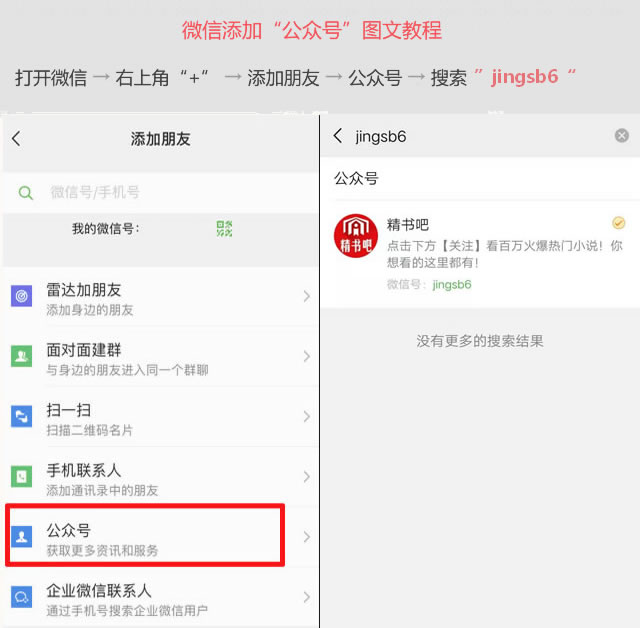 微信添加“公众号”图文教程
打开微信 → 右上角“+” → 添加朋友 → 公众号 → 搜索 ” jingsb6 “
添加朋友
微信号/手机号
我的微信号：
雷达加朋友
添加身边的朋友
面对面建群
与身边的朋友进入同一个群聊
扫一扫
扫描二维码名片
手机联系人
添加通讯录中的朋友
公众号
获取更多资讯和服务
企业微信联系人
通过手机号搜索企业微信用户
jingsb6
公众号
精书吧
精书吧
点击下方【关注】看百万火爆热门小说！你
想看的这里都有！
微信号：jingsb6
没有更多的搜索结果